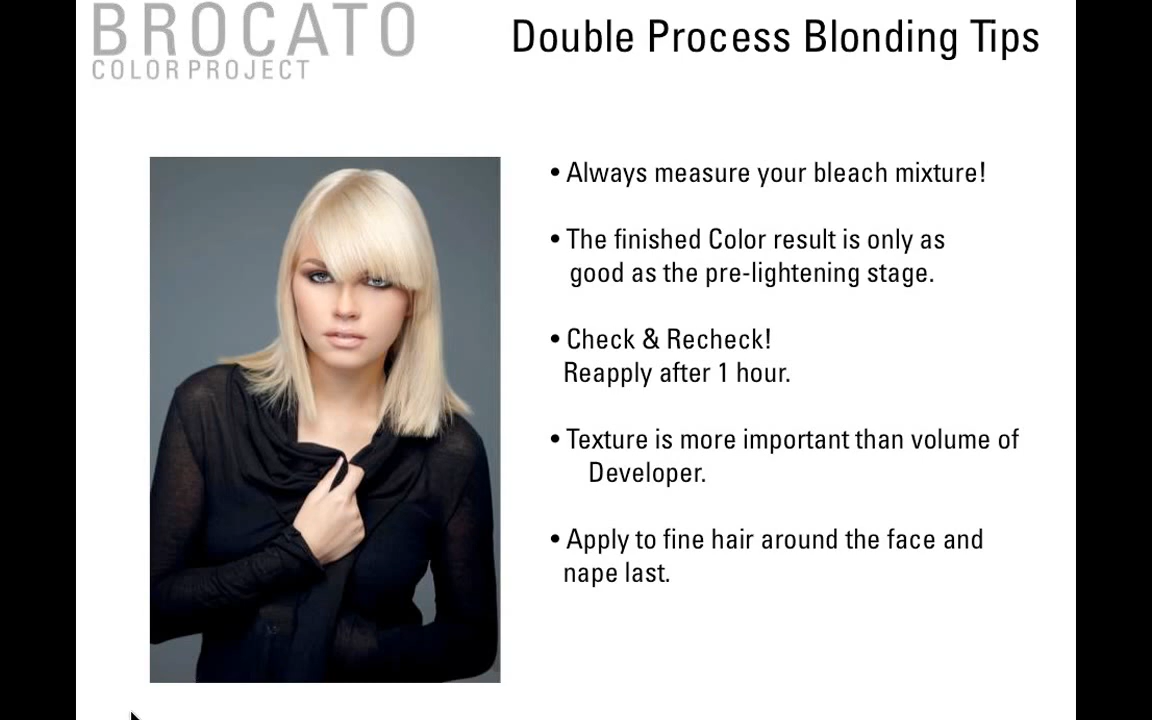 BROCATO
COLOR PROJECT
Double Process Blonding Tips
• Always measure your bleach mixture!
• The finished Color result is only as
good as the pre-lightening stage.
• Check & Recheck!
Reapply after 1 hour.
• Texture is more important than volume of
Developer.
• Apply to fine hair around the face and
nape last.